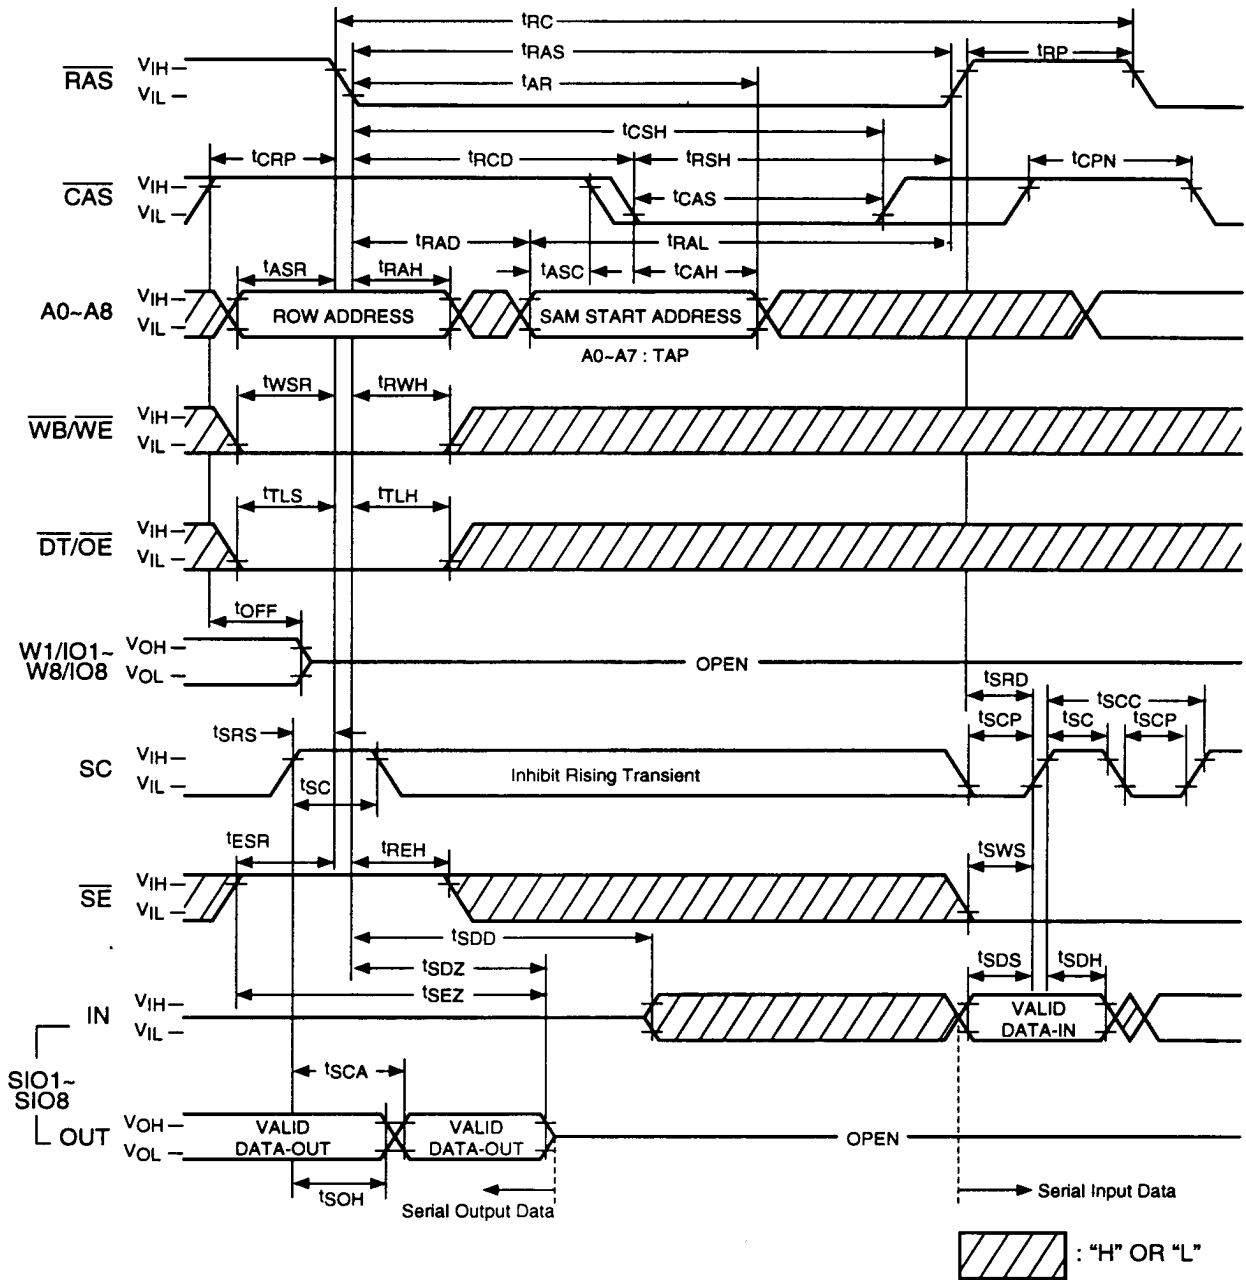 tRC
tRAS
tRP
RAS
VIH
VIL
tAR
tCSH
tCRP
tRCD
tRSH
tCPN
CAS
VIH
VIL
tCAS
tRAD
tRAL
tASR
tRAH
tASC
tCAH
A0~A8
VIH
VIL
ROW ADDRESS
SAM START ADDRESS
A0~A7 : TAP
tWSR
tRWH
WB/WE
VIH
VIL
tTLS
tTLH
DT/OE
VIH
VIL
tOFF
W1/IO1~
W8/IO8
VOH
VOL
OPEN
tSRD
tSCC
tSRS
tSCP
tSC
tSCP
SC
VIH
VIL
Inhibit Rising Transient
tSC
tESR
tREH
tSWS
SE
VIH
VIL
tSDD
tSDZ
tSEZ
tSDS
tSDH
IN
VIH
VIL
VALID
DATA-IN
SIO1~
SIO8
tSCA
OUT
VOH
VOL
VALID
DATA-OUT
VALID
DATA-OUT
OPEN
tSOH
Serial Output Data
Serial Input Data
: "H" OR "L"